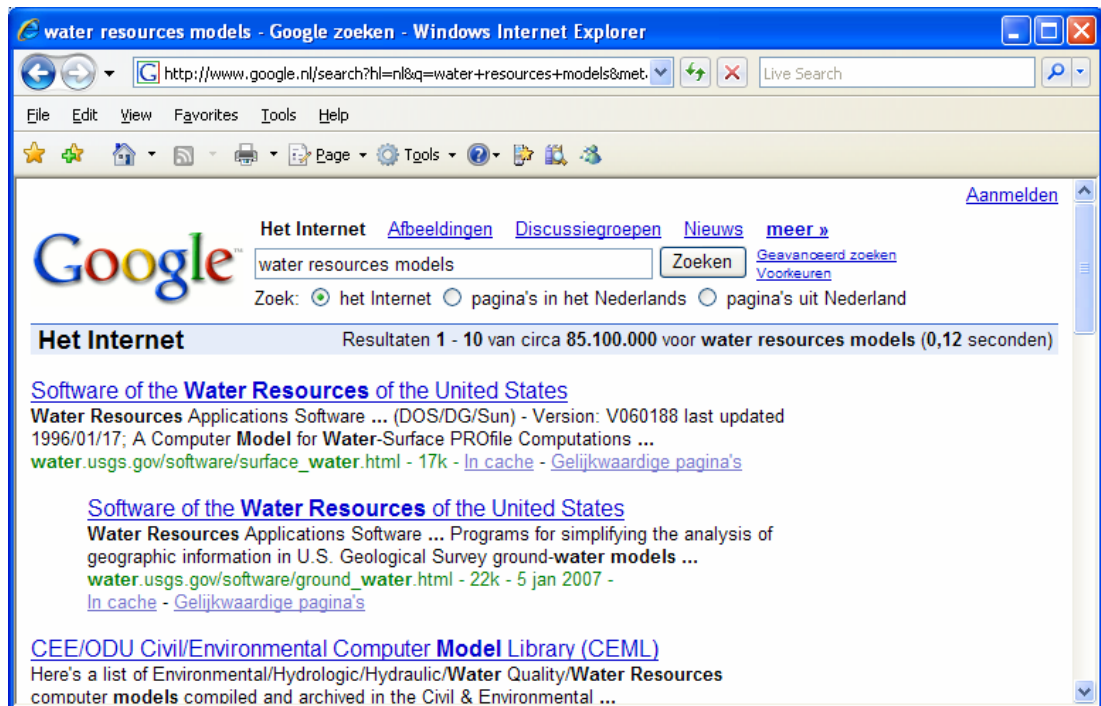 water resources models - Google zoeken - Windows Internet Explorer
http://www.google.nl/search?hl=nl&q=water+resources+models&met. Live Search
File Edit View Favorites Tools Help
Page Tools
Aanmelden
Het Internet Afbeeldingen Discussiegroepen Nieuws meer »
Google™
water resources models Zoeken Geavanceerd zoeken
Voorkeuren
Zoek: het Internet pagina's in het Nederlands pagina's uit Nederland
Het Internet Resultaten 1 - 10 van circa 85.100.000 voor water resources models (0,12 seconden)
Software of the Water Resources of the United States
Water Resources Applications Software ... (DOS/DG/Sun) - Version: V060188 last updated
1996/01/17; A Computer Model for Water-Surface PROfile Computations ...
water.usgs.gov/software/surface_water.html - 17k - In cache - Gelijkwaardige pagina's
Software of the Water Resources of the United States
Water Resources Applications Software ... Programs for simplifying the analysis of
geographic information in U.S. Geological Survey ground-water models ...
water.usgs.gov/software/ground_water.html - 22k - 5 jan 2007 -
In cache - Gelijkwaardige pagina's
CEE/ODU Civil/Environmental Computer Model Library (CEML)
Here's a list of Environmental/Hydrologic/Hydraulic/Water Quality/Water Resources
computer models compiled and archived in the Civil & Environmental ...